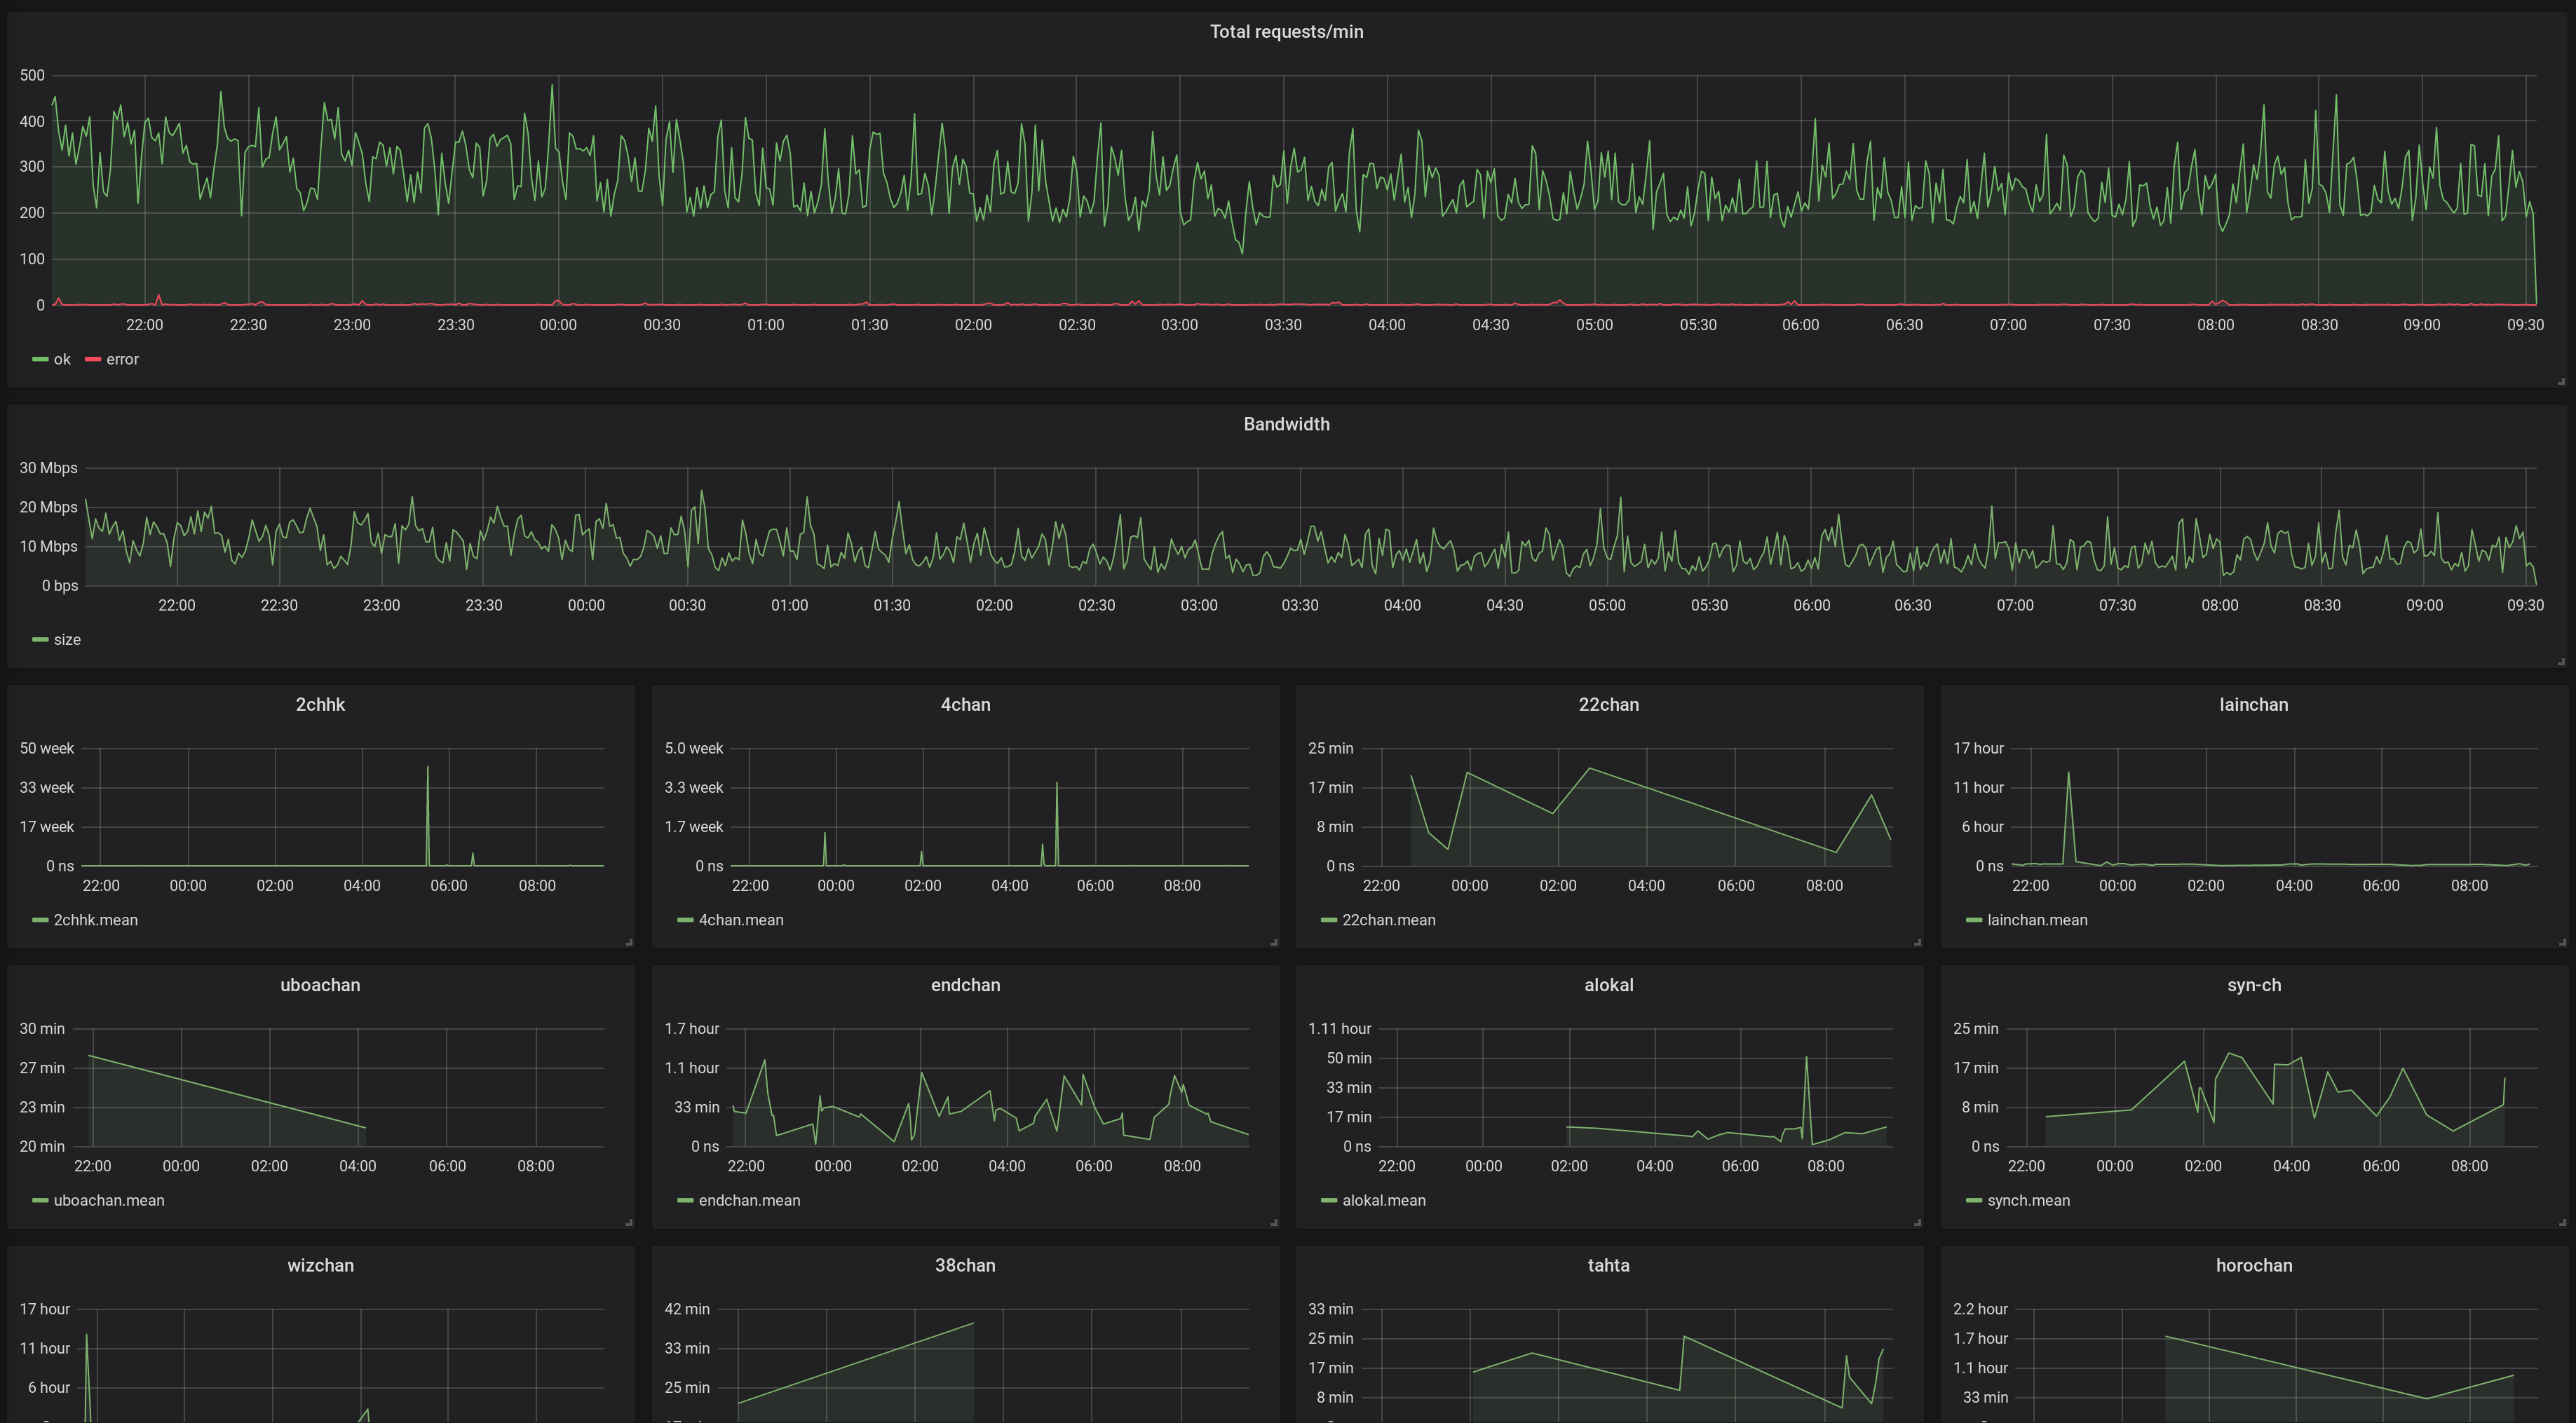 Total requests/min
500
400
300
200
100
0
22:00 22:30 23:00 23:30 00:00 00:30 01:00 01:30 02:00 02:30 03:00 03:30 04:00 04:30 05:00 05:30 06:00 06:30 07:00 07:30 08:00 08:30 09:00 09:30
ok error
Bandwidth
30 Mbps
20 Mbps
10 Mbps
0 bps
22:00 22:30 23:00 23:30 00:00 00:30 01:00 01:30 02:00 02:30 03:00 03:30 04:00 04:30 05:00 05:30 06:00 06:30 07:00 07:30 08:00 08:30 09:00 09:30
size
2chhk
50 week
33 week
17 week
0 ns
22:00 00:00 02:00 04:00 06:00 08:00
2chhk.mean
4chan
5.0 week
3.3 week
1.7 week
0 ns
22:00 00:00 02:00 04:00 06:00 08:00
4chan.mean
22chan
25 min
17 min
8 min
0 ns
22:00 00:00 02:00 04:00 06:00 08:00
22chan.mean
lainchan
17 hour
11 hour
6 hour
0 ns
22:00 00:00 02:00 04:00 06:00 08:00
lainchan.mean
uboachan
30 min
27 min
23 min
20 min
22:00 00:00 02:00 04:00 06:00 08:00
uboachan.mean
endchan
1.7 hour
1.1 hour
33 min
0 ns
22:00 00:00 02:00 04:00 06:00 08:00
endchan.mean
alokal
1.11 hour
50 min
33 min
17 min
0 ns
22:00 00:00 02:00 04:00 06:00 08:00
alokal.mean
syn-ch
25 min
17 min
8 min
0 ns
22:00 00:00 02:00 04:00 06:00 08:00
synch.mean
wizchan
17 hour
11 hour
6 hour
38chan
42 min
33 min
25 min
tahta
33 min
25 min
17 min
8 min
horochan
2.2 hour
1.7 hour
1.1 hour
33 min